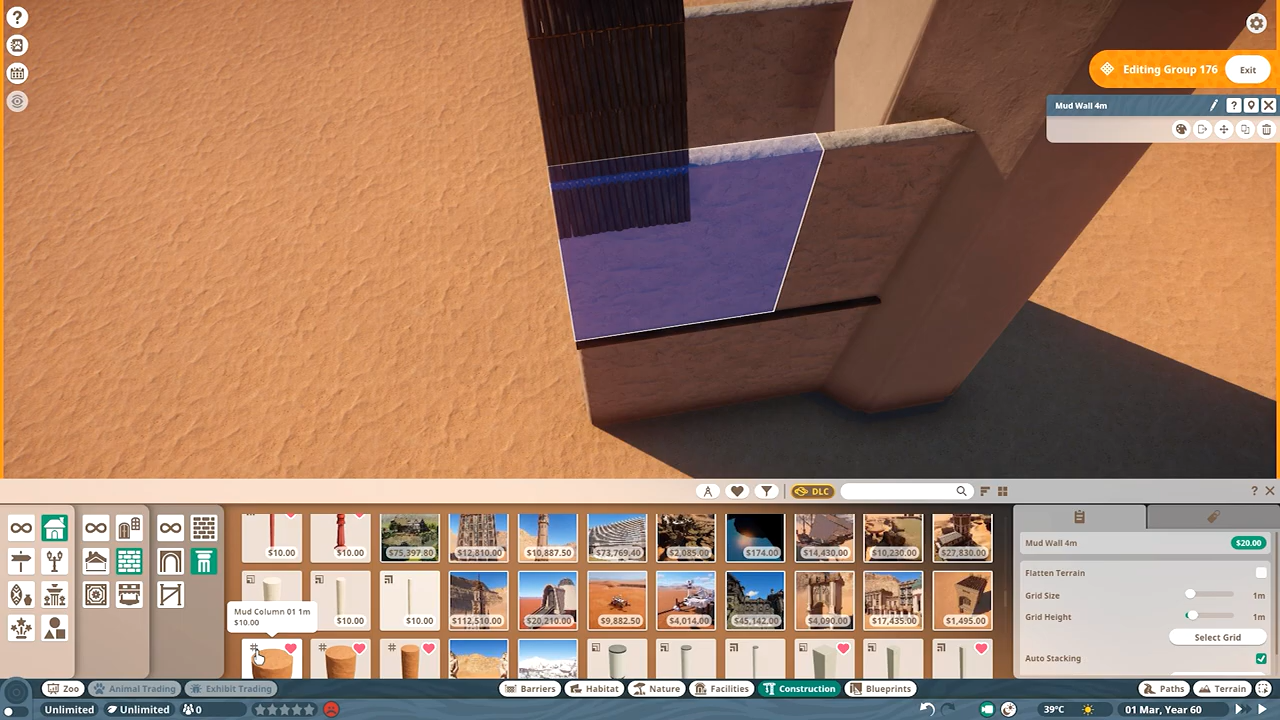 ?
Editing Group 176
Exit
Mud Wall 4m
?
DLC
?
$10.00
$10.00
$75,397.80
$12,810.00
$10,887.50
$73,769.40
$2,085.00
$174.00
$14,430.00
$10,230.00
$27,830.00
Mud Column 01 1m
$10.00
$10.00
$10.00
$112,510.00
$20,210.00
$9,882.50
$4,014.00
$45,142.00
$4,090.00
$17,435.00
$1,495.00
Mud Wall 4m
$20.00
Flatten Terrain
Grid Size
1m
Grid Height
1m
Select Grid
Auto Stacking
Zoo
Animal Trading
Exhibit Trading
Barriers
Habitat
Nature
Facilities
Construction
Blueprints
Paths
Terrain
Unlimited
Unlimited
0
39°C
01 Mar, Year 60